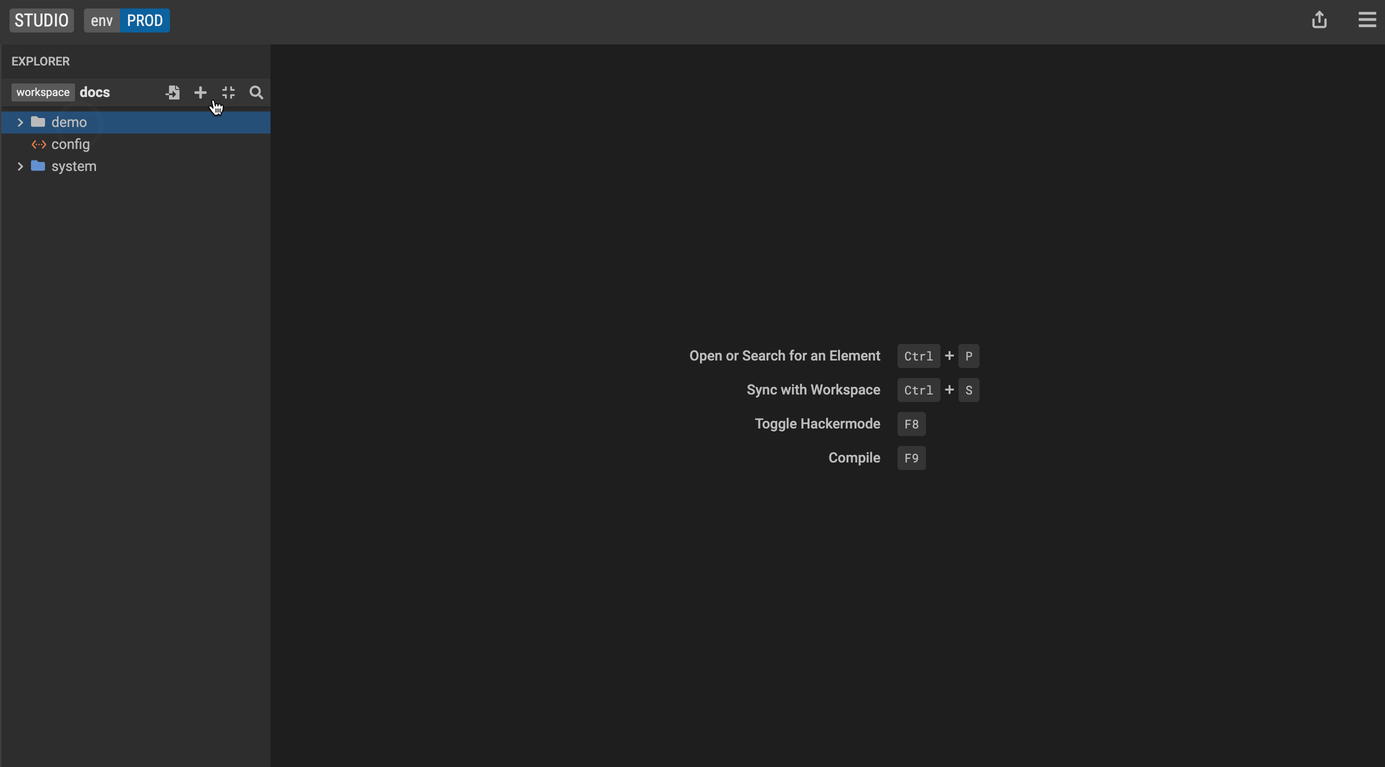 STUDIO env PROD
EXPLORER
workspace docs
demo
config
system
Open or Search for an Element Ctrl + P
Sync with Workspace Ctrl + S
Toggle Hackermode F8
Compile F9